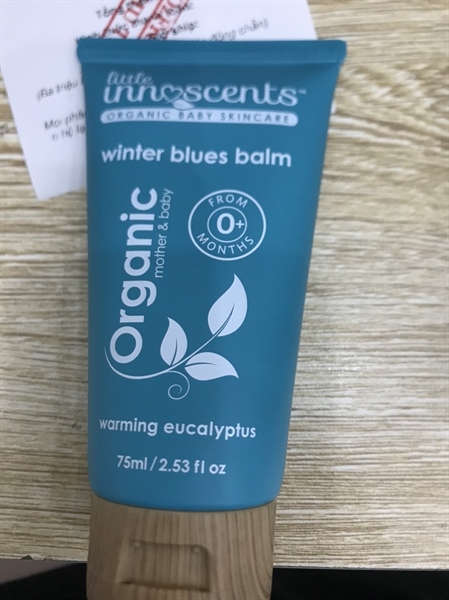 little
innoscents™
ORGANIC BABY SKINCARE
winter blues balm
FROM
0+
MONTHS
Organic
mother & baby
warming eucalyptus
75ml / 2.53 fl oz